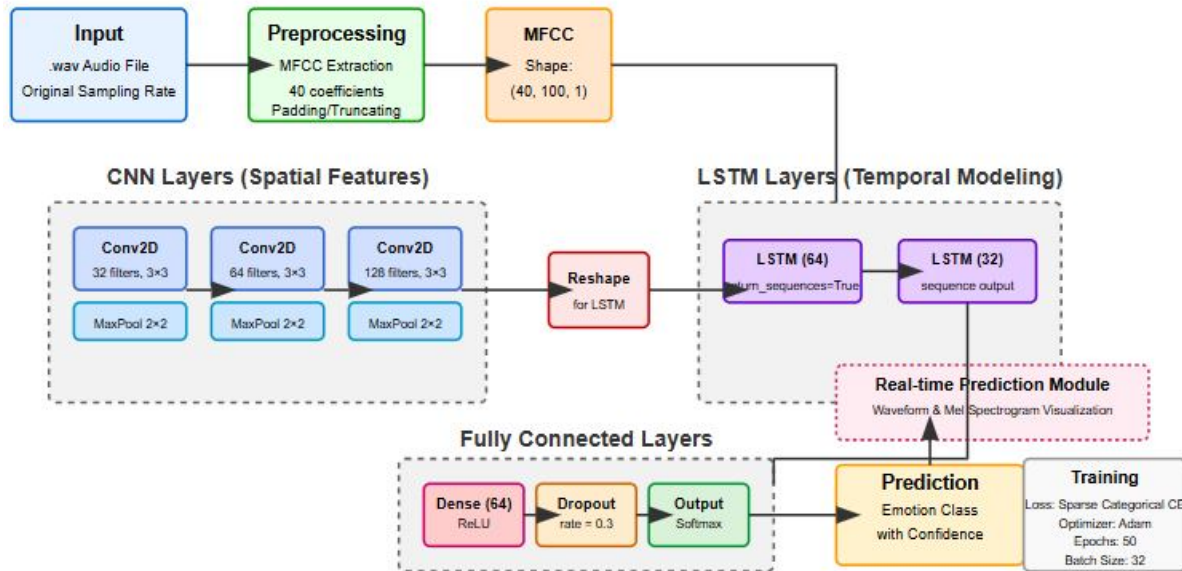 Input
.wav Audio File
Original Sampling Rate
Preprocessing
MFCC Extraction
40 coefficients
Padding/Truncating
MFCC
Shape:
(40, 100, 1)
CNN Layers (Spatial Features)
Conv2D
32 filters, 3×3
MaxPool 2×2
Conv2D
64 filters, 3×3
MaxPool 2×2
Conv2D
128 filters, 3×3
MaxPool 2×2
Reshape
for LSTM
LSTM Layers (Temporal Modeling)
LSTM (64)
turn_sequences=True
LSTM (32)
sequence output
Real-time Prediction Module
Waveform & Mel Spectrogram Visualization
Fully Connected Layers
Dense (64)
ReLU
Dropout
rate = 0.3
Output
Softmax
Prediction
Emotion Class
with Confidence
Training
Loss: Sparse Categorical CE
Optimizer: Adam
Epochs: 50
Batch Size: 32